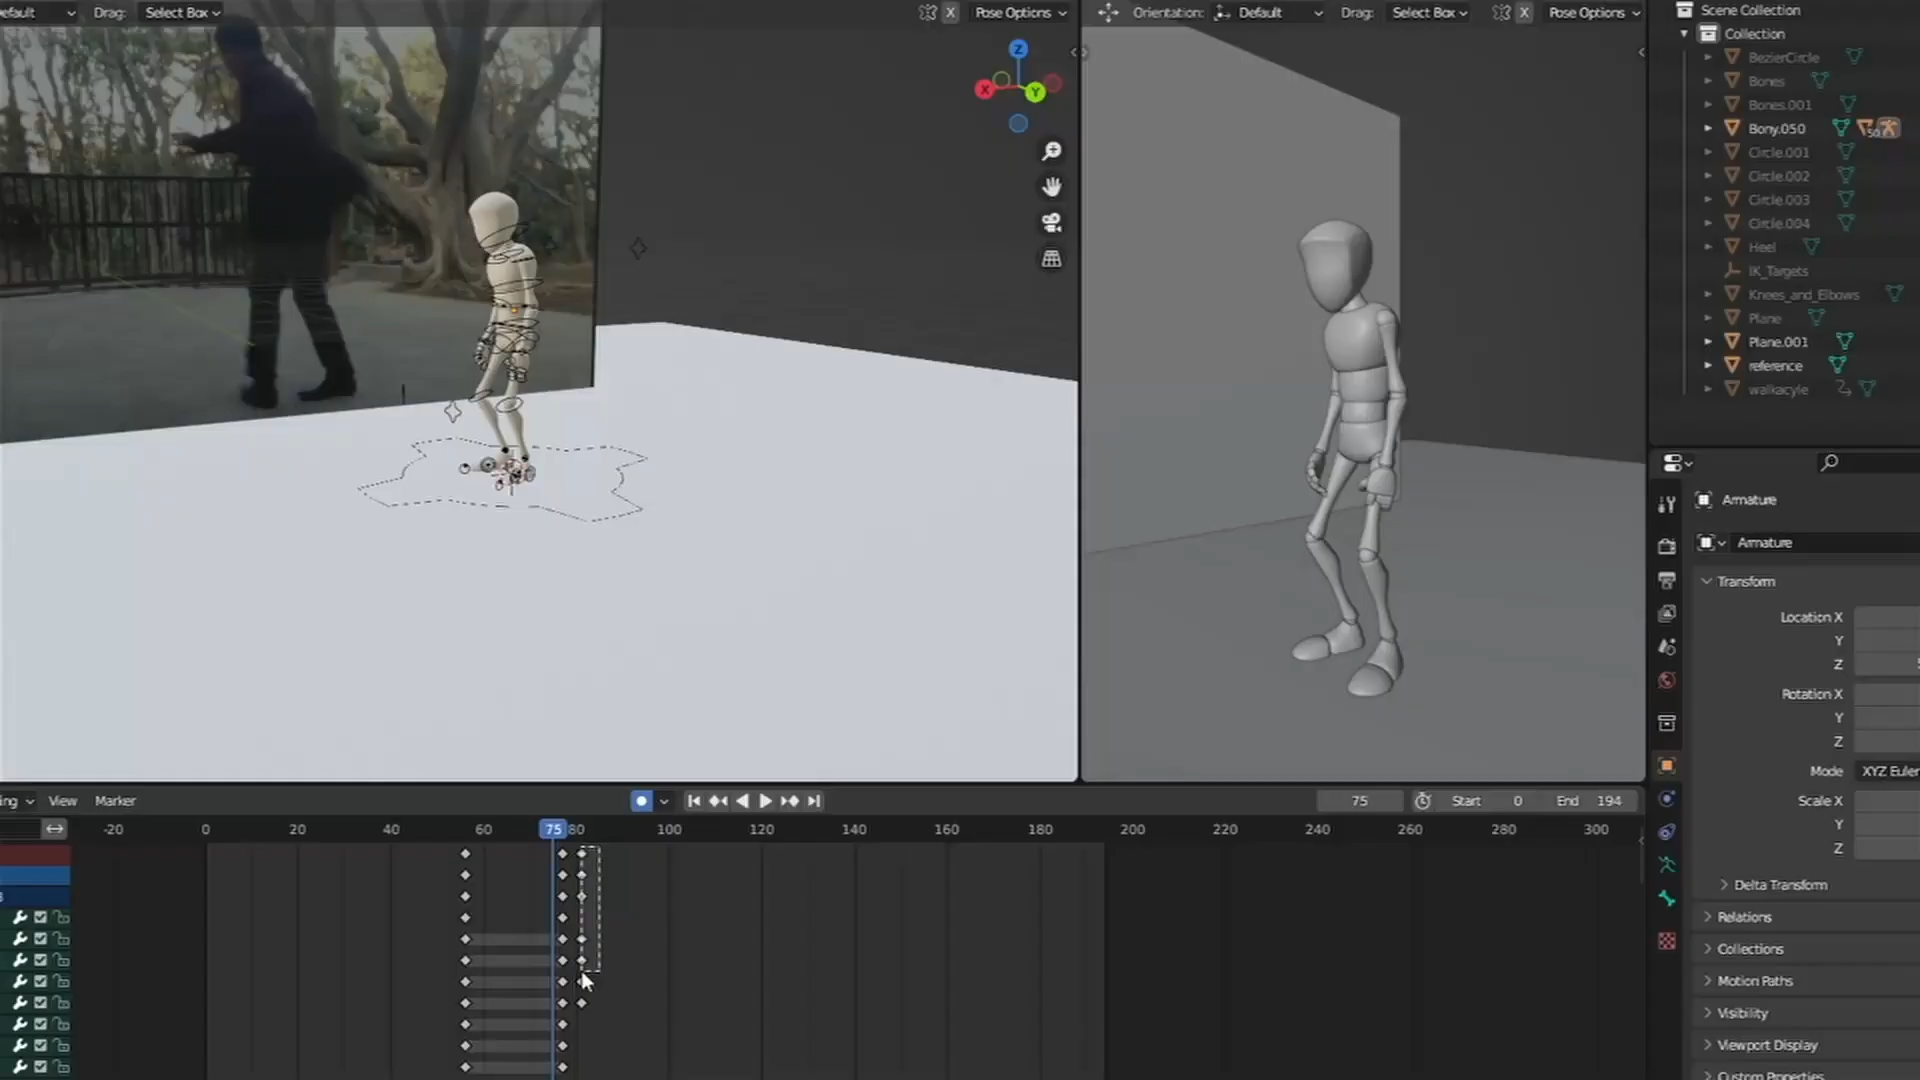 efault Drag: Select Box X Pose Options
Orientation: Default Drag: Select Box X Pose Options
Z
X
Y
Scene Collection
Collection
BezierCircle
Bones
Bones.001
Bony.050
Circle.001
Circle.002
Circle.003
Circle.004
Heel
IK_Targets
Knees_and_Elbows
Plane
Plane.001
reference
walkacyle
Armature
Armature
Transform
Location X
Y
Z
Rotation X
Y
Z
Mode XYZ Euler
Scale X
Y
Z
Delta Transform
Relations
Collections
Motion Paths
Visibility
Viewport Display
Custom Properties
ing View Marker 75 Start 0 End 194
-20 0 20 40 60 75 80 100 120 140 160 180 200 220 240 260 280 300